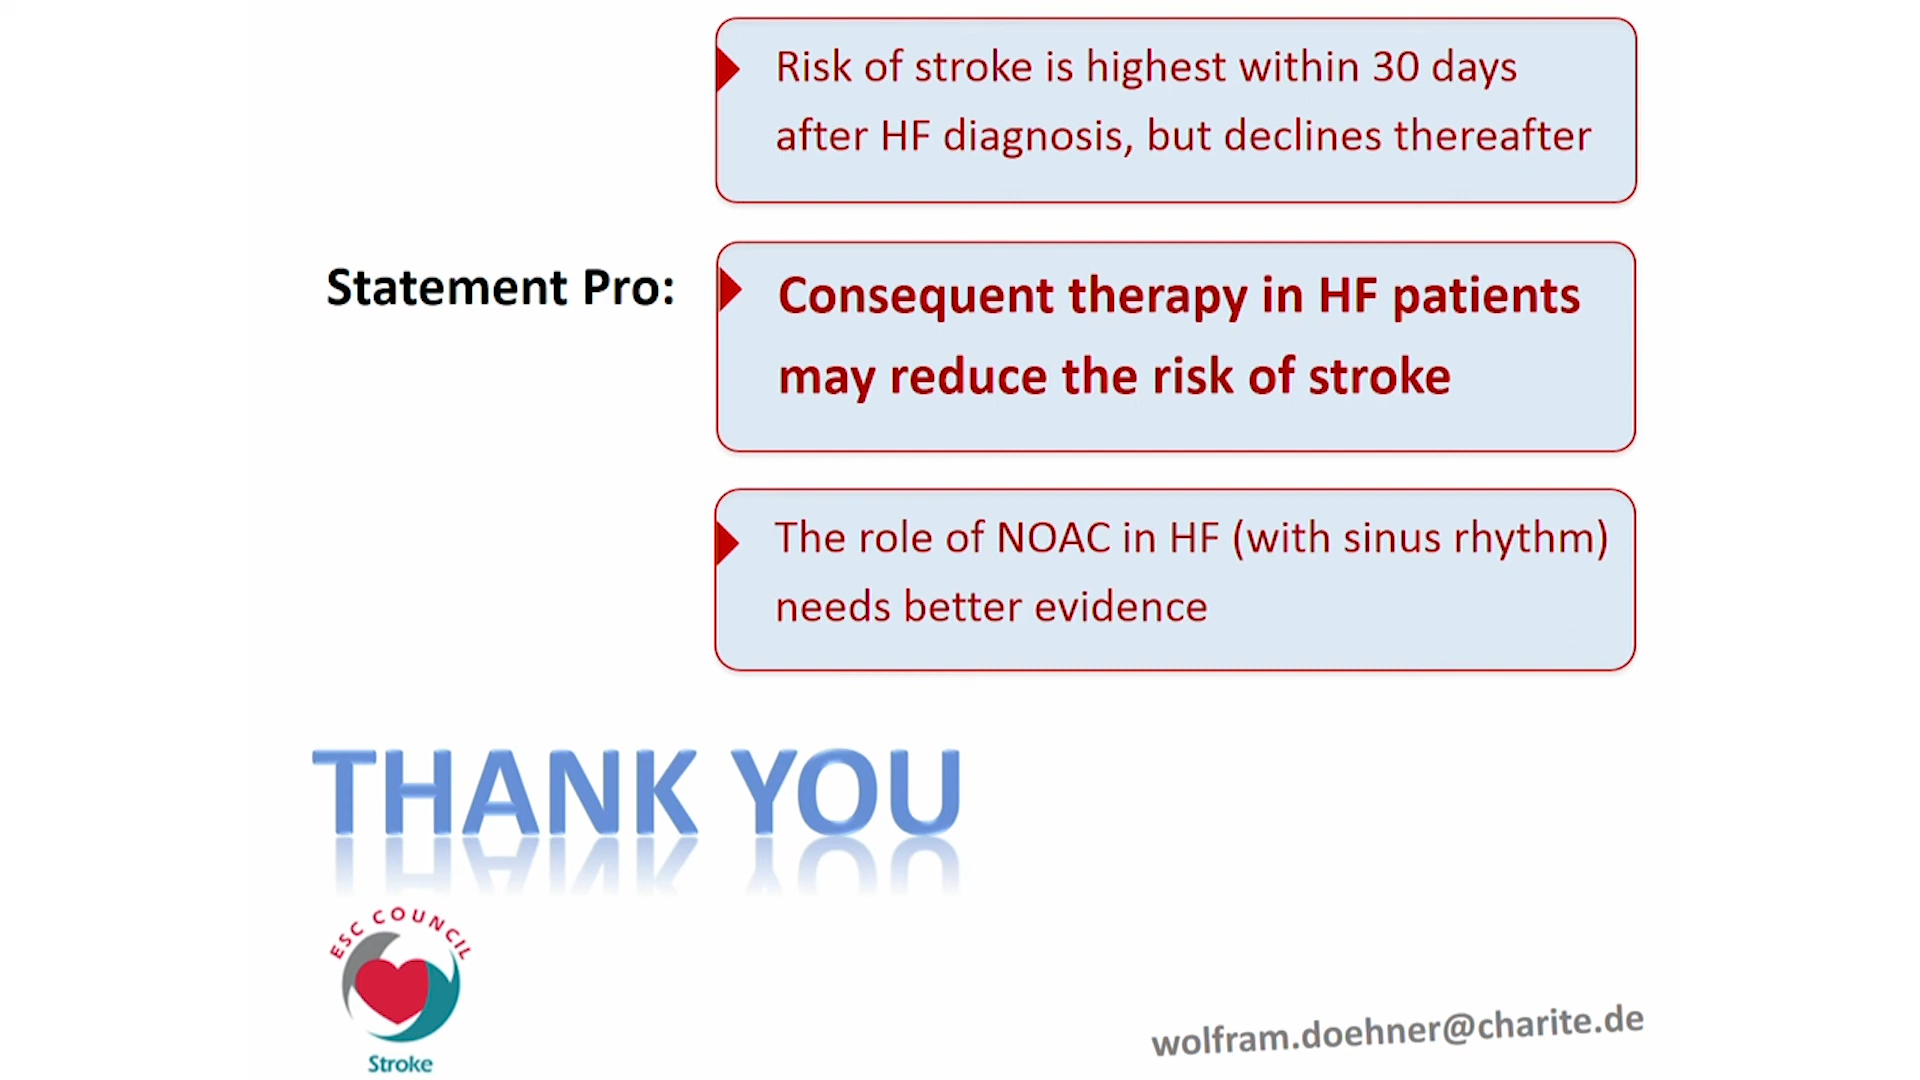 Risk of stroke is highest within 30 days
after HF diagnosis, but declines thereafter
Statement Pro:
Consequent therapy in HF patients
may reduce the risk of stroke
The role of NOAC in HF (with sinus rhythm)
needs better evidence
THANK YOU
ESC COUNCIL
Stroke
wolfram.doehner@charite.de